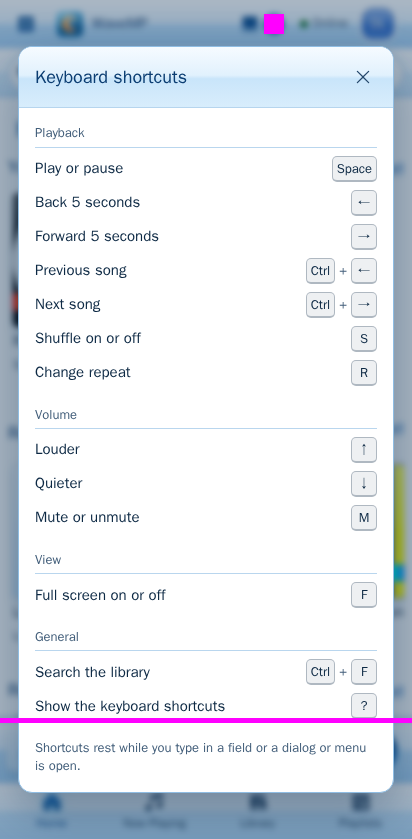 Keyboard shortcuts
Playback
Play or pause Space
Back 5 seconds ←
Forward 5 seconds →
Previous song Ctrl + ←
Next song Ctrl + →
Shuffle on or off S
Change repeat R
Volume
Louder ↑
Quieter ↓
Mute or unmute M
View
Full screen on or off F
General
Search the library Ctrl + F
Show the keyboard shortcuts ?
Shortcuts rest while you type in a field or a dialog or menu
is open.